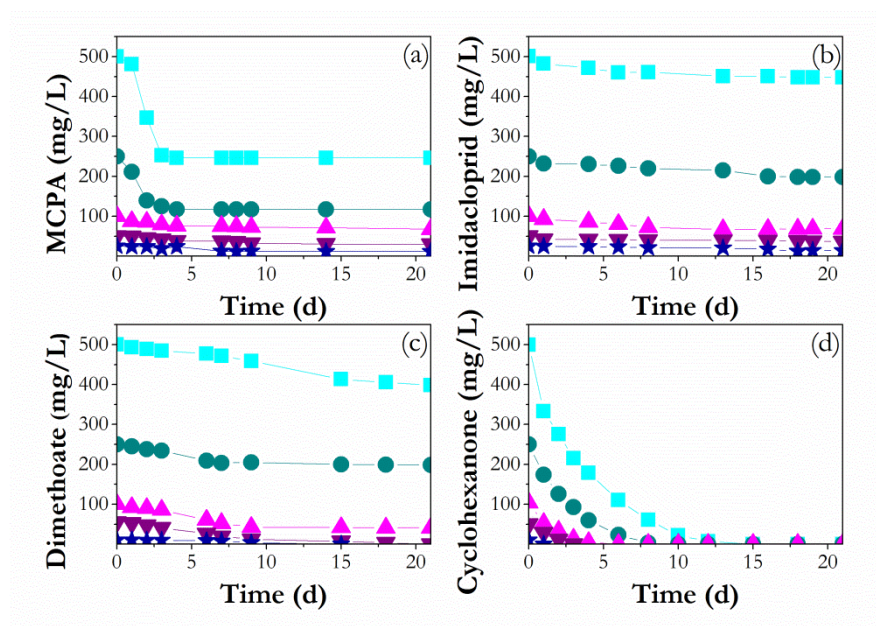 (a)
MCPA (mg/L)
500
400
300
200
100
0 5 10 15 20
Time (d)
(b)
Imidacloprid (mg/L)
500
400
300
200
100
0 5 10 15 20
Time (d)
(c)
Dimethoate (mg/L)
500
400
300
200
100
0 5 10 15 20
Time (d)
(d)
Cyclohexanone (mg/L)
500
400
300
200
100
0 5 10 15 20
Time (d)